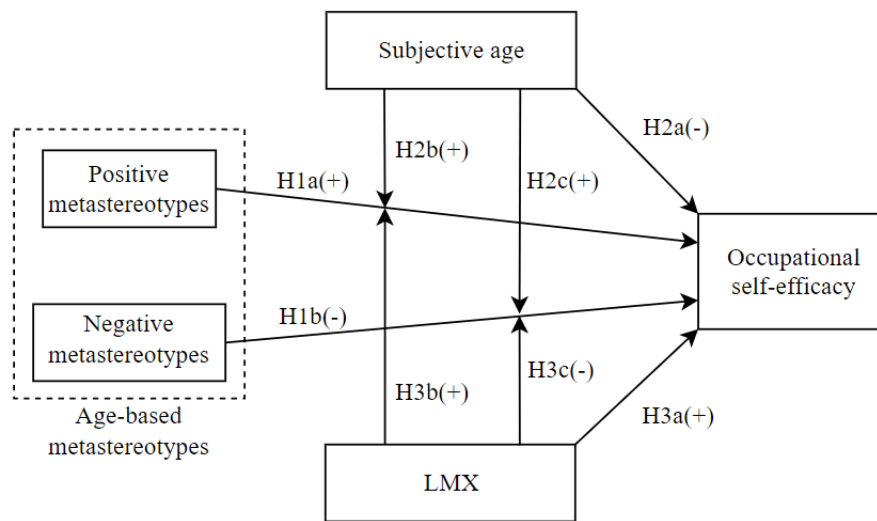 Subjective age
H2a(-)
H2b(+)
Positive
metastereotypes
H1a(+)
H2c(+)
Occupational
self-efficacy
Negative
metastereotypes
H1b(-)
H3c(-)
H3b(+)
H3a(+)
Age-based
metastereotypes
LMX